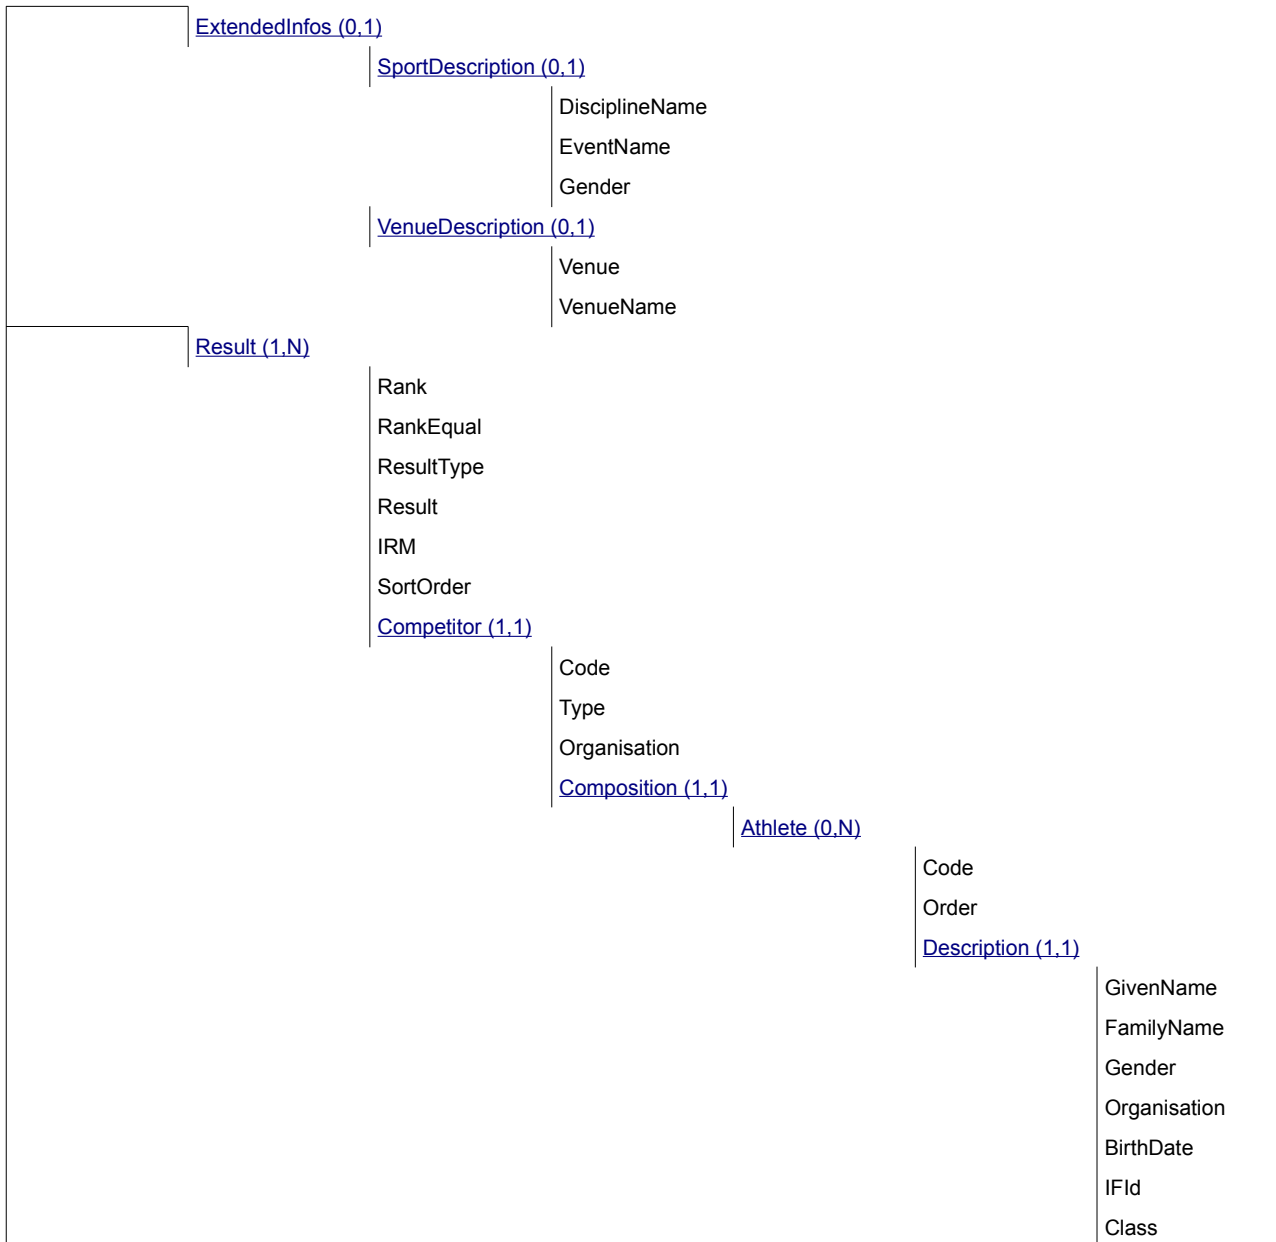 ExtendedInfos (0,1)
SportDescription (0,1)
DisciplineName
EventName
Gender
VenueDescription (0,1)
Venue
VenueName
Result (1,N)
Rank
RankEqual
ResultType
Result
IRM
SortOrder
Competitor (1,1)
Code
Type
Organisation
Composition (1,1)
Athlete (0,N)
Code
Order
Description (1,1)
GivenName
FamilyName
Gender
Organisation
BirthDate
IFId
Class